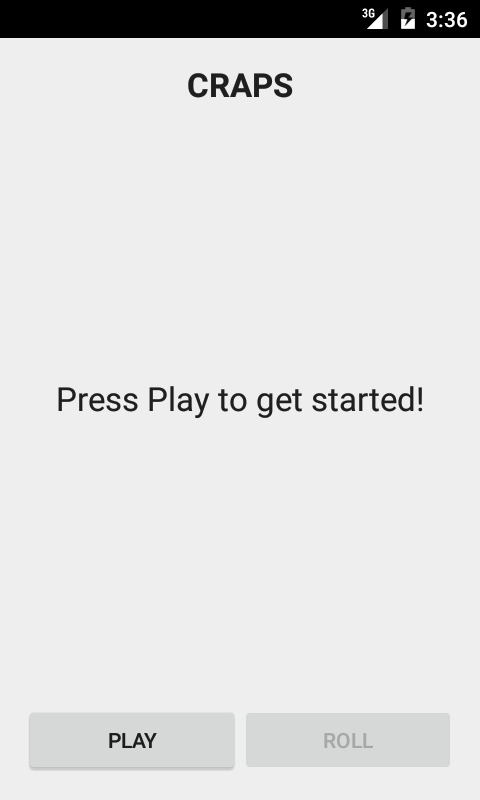 3G 3:36
CRAPS
Press Play to get started!
PLAY ROLL